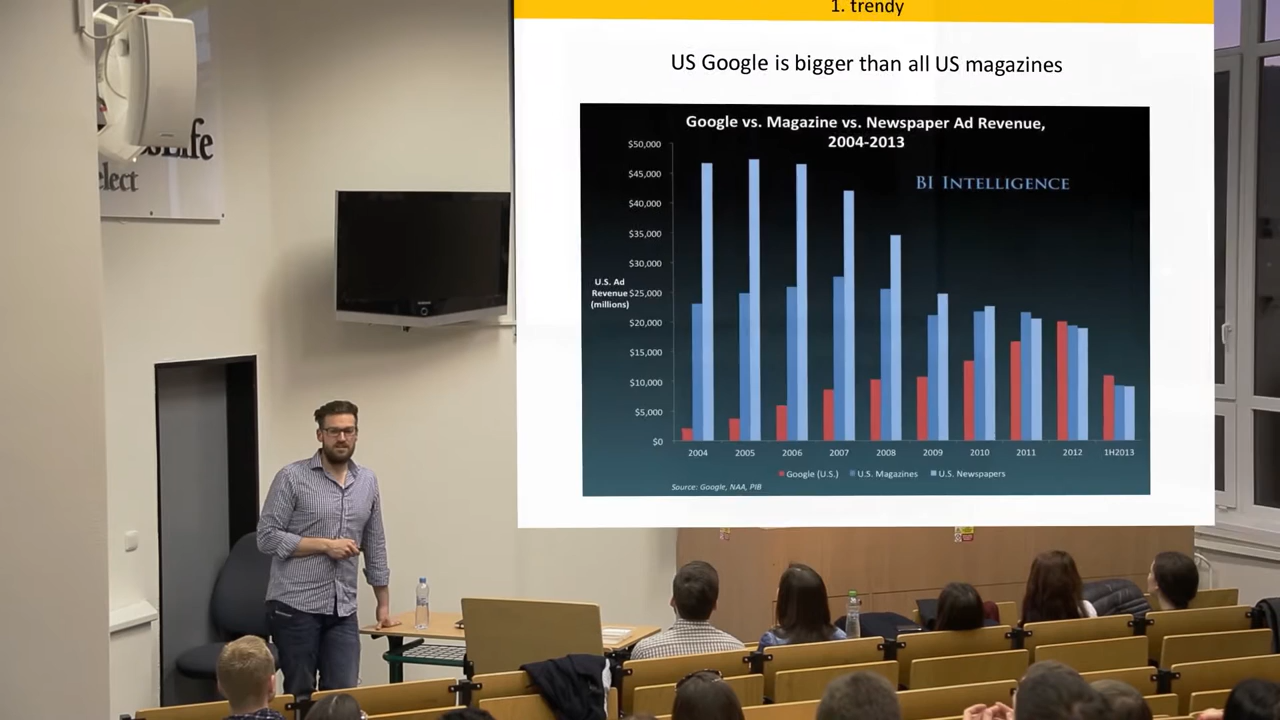 1. trendy
US Google is bigger than all US magazines
Google vs. Magazine vs. Newspaper Ad Revenue,
2004-2013
BI INTELLIGENCE
$50,000
$45,000
$40,000
$35,000
$30,000
$25,000
$20,000
$15,000
$10,000
$5,000
$0
U.S. Ad
Revenue
(millions)
2004 2005 2006 2007 2008 2009 2010 2011 2012 1H2013
Google (U.S.) U.S. Magazines U.S. Newspapers
Source: Google, NAA, PIB